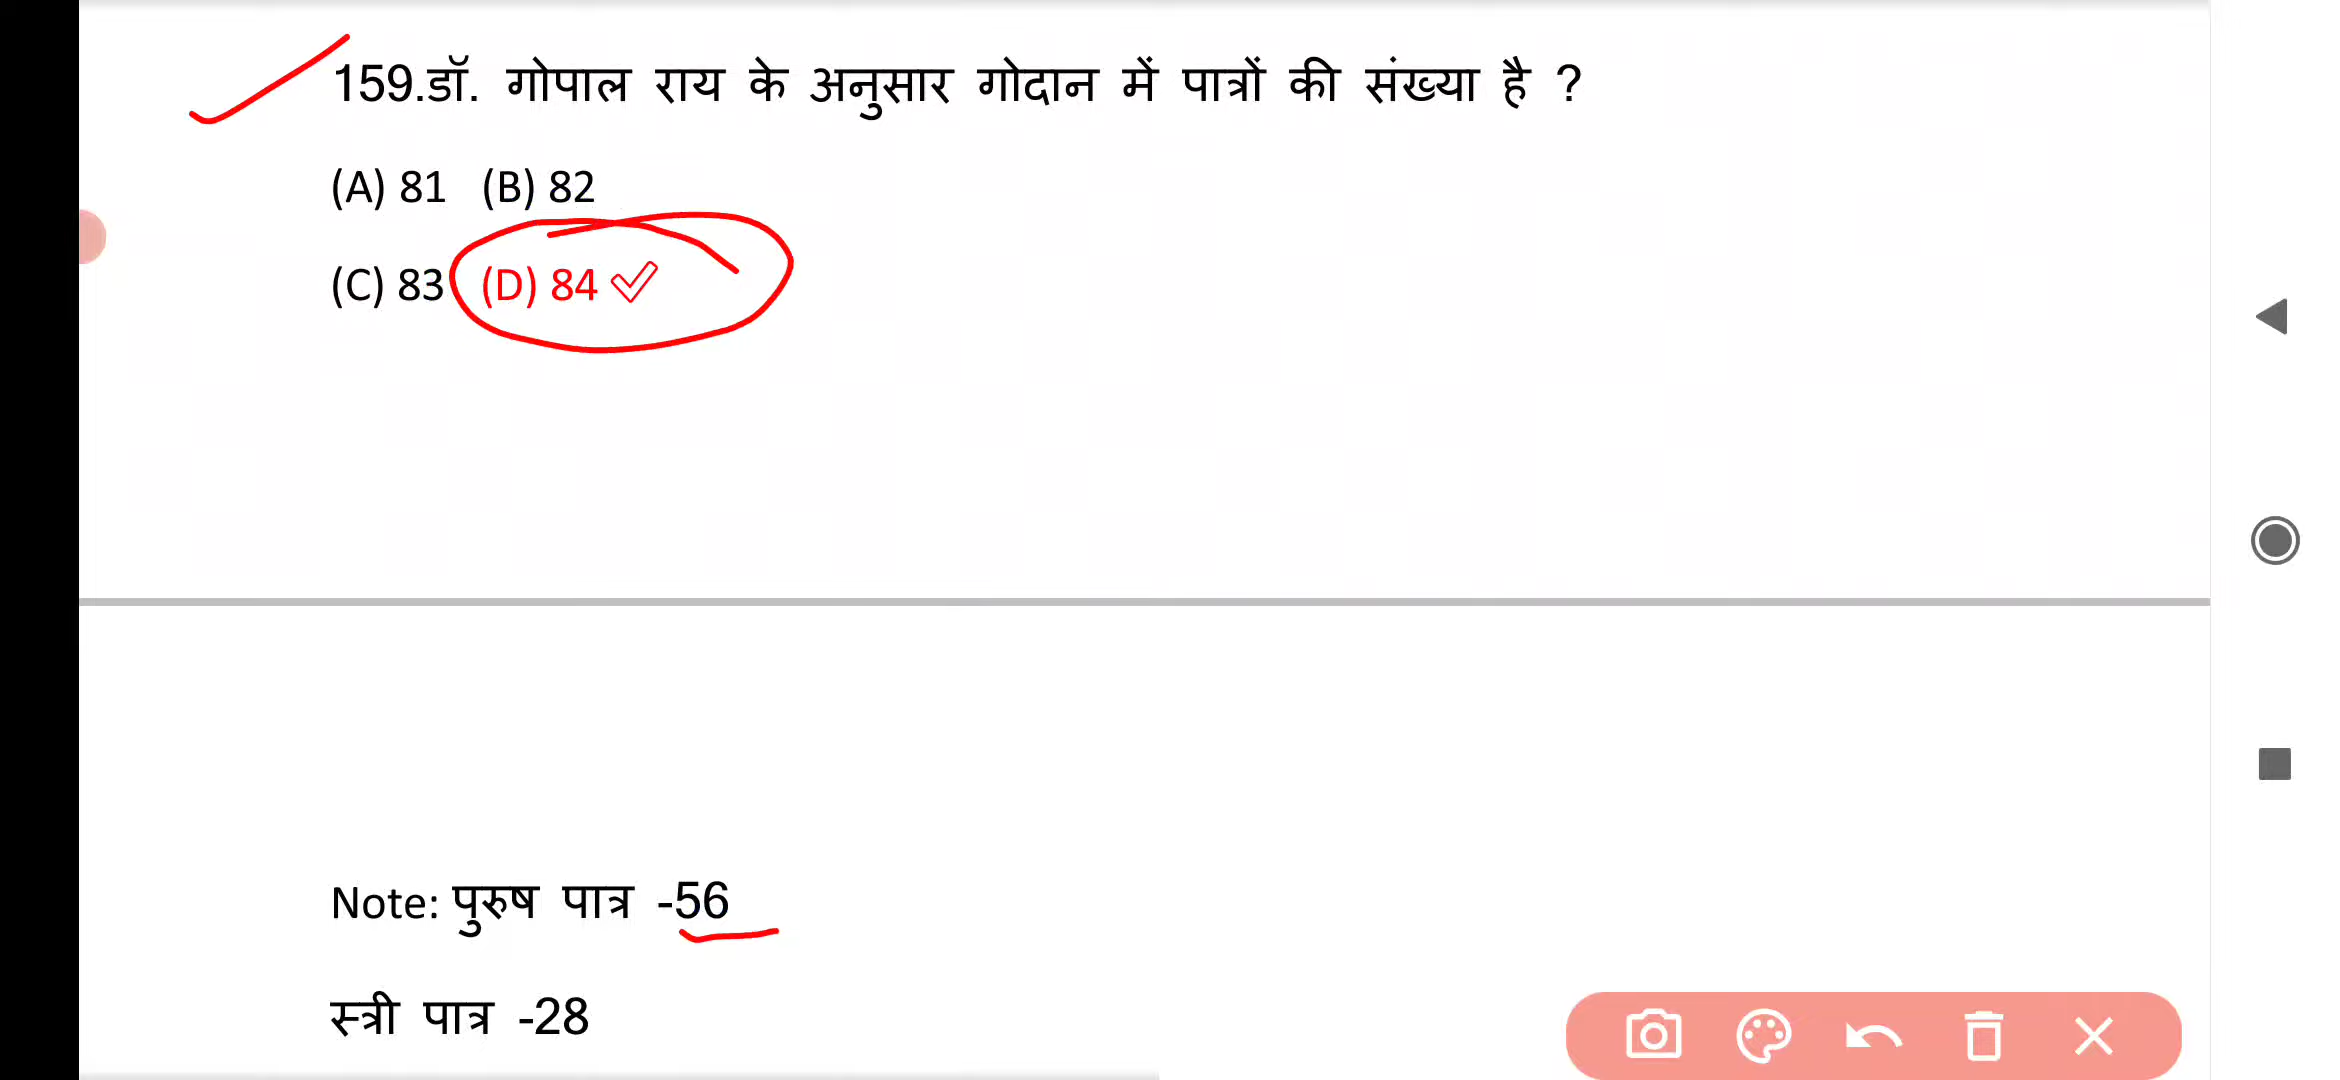 159.डॉ. गोपाल राय के अनुसार गोदान में पात्रों की संख्या है ?
(A) 81 (B) 82
(C) 83 (D) 84
Note: पुरुष पात्र -56
स्त्री पात्र -28